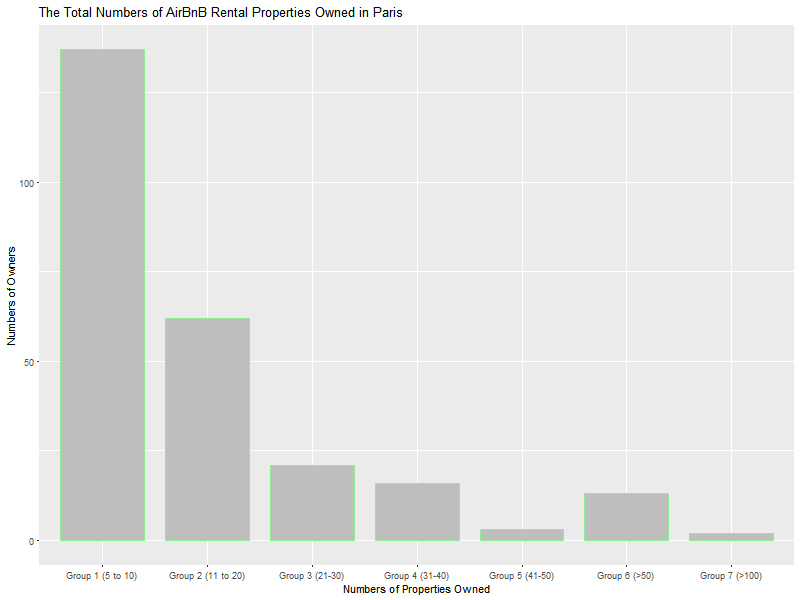 The Total Numbers of AirBnB Rental Properties Owned in Paris
Numbers of Owners
100
50
0
Group 1 (5 to 10) Group 2 (11 to 20) Group 3 (21-30) Group 4 (31-40) Group 5 (41-50) Group 6 (>50) Group 7 (>100)
Numbers of Properties Owned